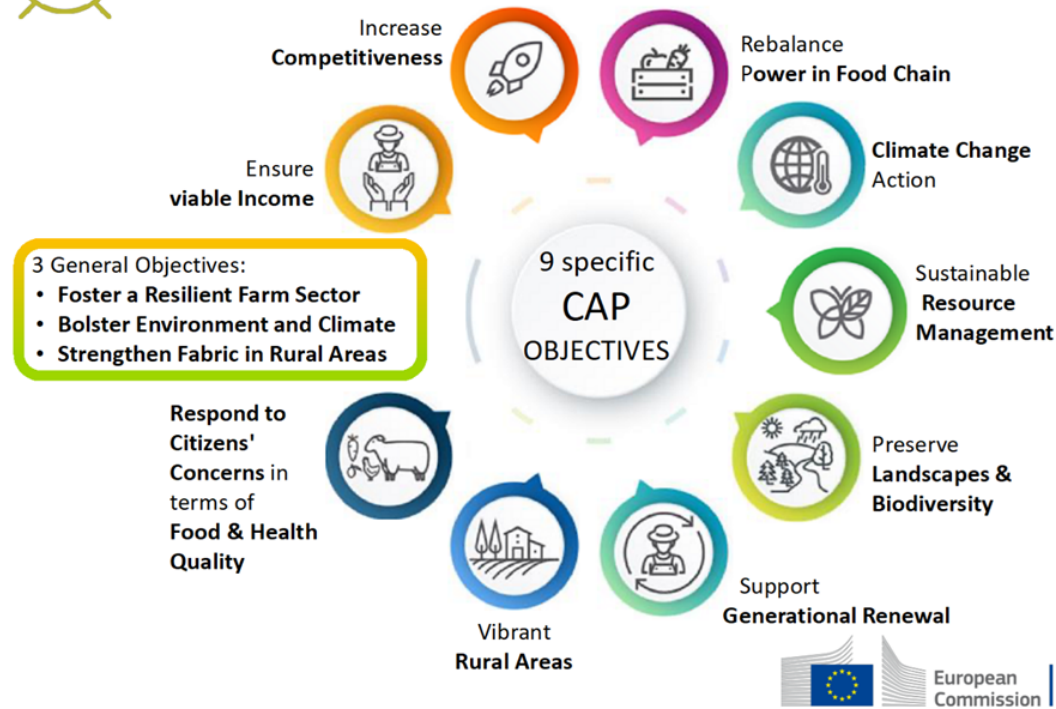 Increase
Competitiveness
Rebalance
Power in Food Chain
Climate Change
Action
Ensure
viable Income
3 General Objectives:
• Foster a Resilient Farm Sector
• Bolster Environment and Climate
• Strengthen Fabric in Rural Areas
9 specific
CAP
OBJECTIVES
Sustainable
Resource
Management
Respond to
Citizens'
Concerns in
terms of
Food & Health
Quality
Preserve
Landscapes &
Biodiversity
Support
Generational Renewal
Vibrant
Rural Areas
European
Commission